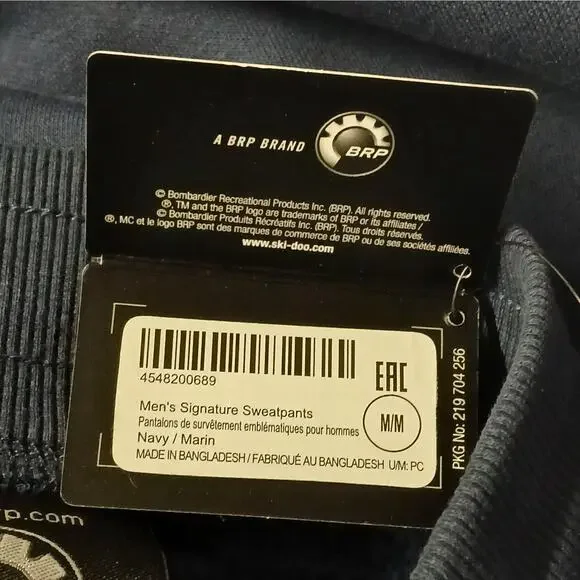 A BRP BRAND
BRP
© Bombardier Recreational Products Inc. (BRP). All rights reserved.
®, TM and the BRP logo are trademarks of BRP or its affiliates /
© Bombardier Produits Récréatifs Inc. (BRP). Tous droits réservés.
®, MC et le logo BRP sont des marques de commerce de BRP ou de ses sociétés affiliées.
www.ski-doo.com
4548200689
EAC
Men's Signature Sweatpants
Pantalons de survêtement emblématiques pour hommes
Navy / Marin
M/M
MADE IN BANGLADESH / FABRIQUÉ AU BANGLADESH U/M: PC
PKG No: 219 704 256
rp.com